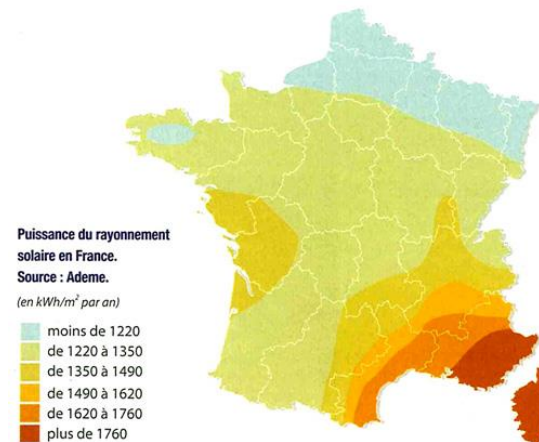 Puissance du rayonnement
solaire en France.
Source : Ademe.
(en kWh/m² par an)
moins de 1220
de 1220 à 1350
de 1350 à 1490
de 1490 à 1620
de 1620 à 1760
plus de 1760